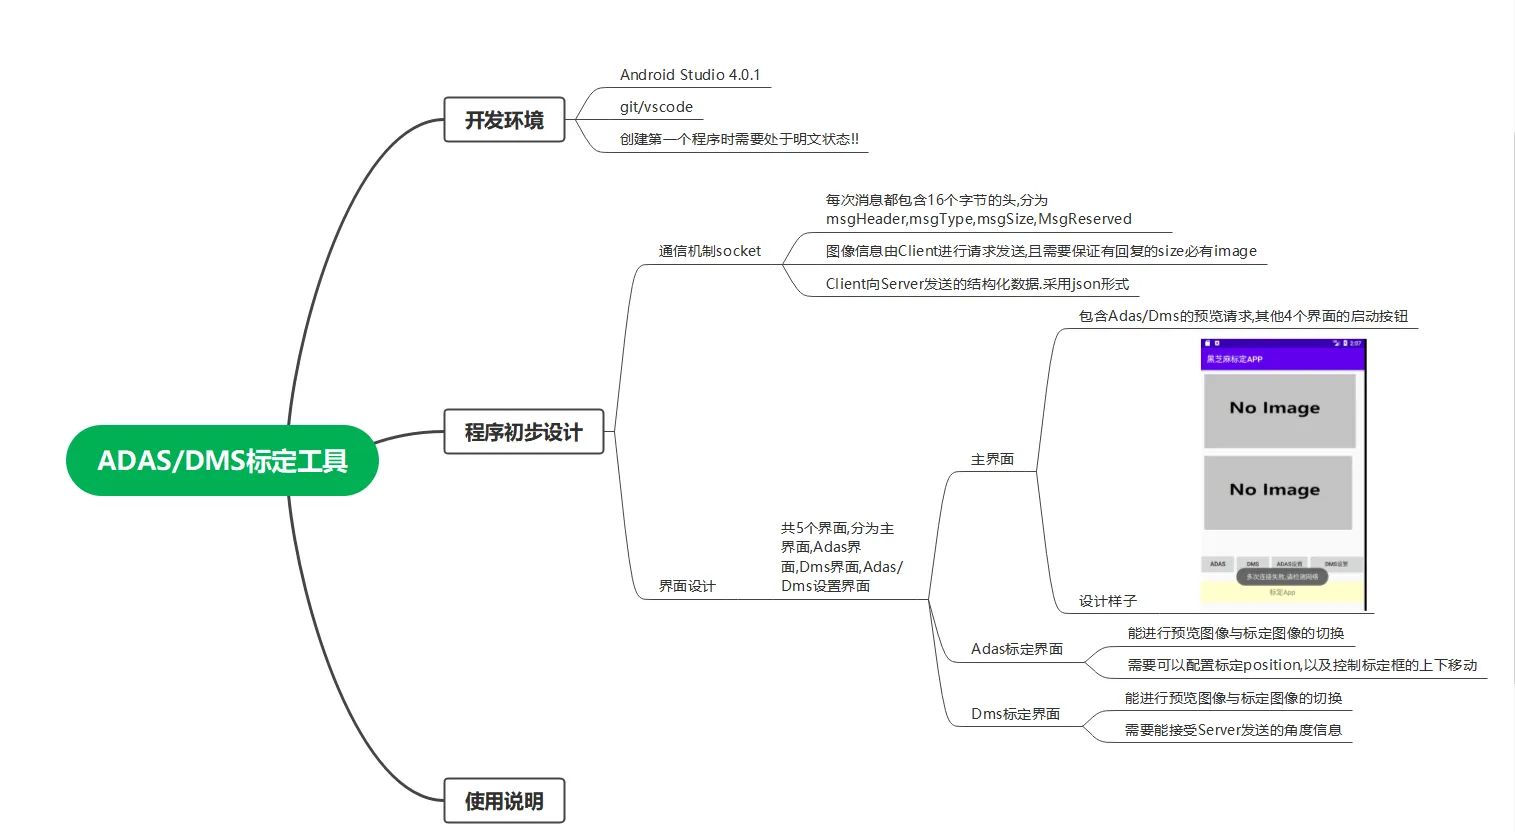 ADAS/DMS标定工具
开发环境
Android Studio 4.0.1
git/vscode
创建第一个程序时需要处于明文状态!!
程序初步设计
通信机制socket
每次消息都包含16个字节的头,分为
msgHeader,msgType,msgSize,MsgReserved
图像信息由Client进行请求发送,且需要保证有回复的size必有image
Client向Server发送的结构化数据.采用json形式
界面设计
共5个界面,分为主
界面,Adas界
面,Dms界面,Adas/
Dms设置界面
主界面
包含Adas/Dms的预览请求,其他4个界面的启动按钮
设计样子
2:07
黑芝麻标定APP
No Image
No Image
ADAS
DMS
ADAS设置
DMS设置
多次连接失败,请检测网络
标定App
Adas标定界面
能进行预览图像与标定图像的切换
需要可以配置标定position,以及控制标定框的上下移动
Dms标定界面
能进行预览图像与标定图像的切换
需要能接受Server发送的角度信息
使用说明